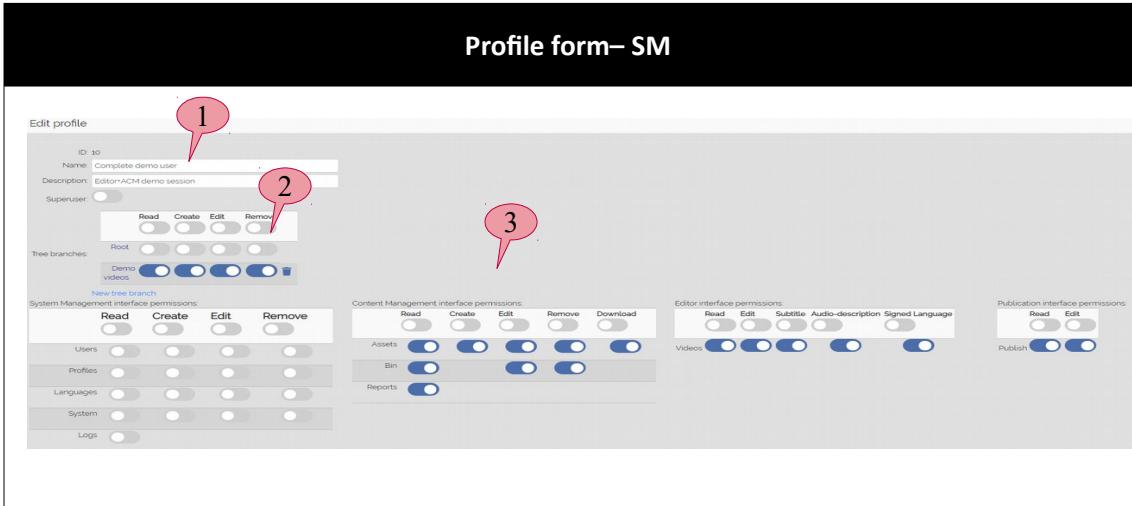 Profile form– SM
1
Edit profile
ID: 10
Name: Complete demo user
Description: Editor+ACM demo session
2
Superuser:
Read Create Edit Remove
3
Root
Tree branches:
Demo
videos
New tree branch
System Management interface permissions:
Read Create Edit Remove
Users
Profiles
Languages
System
Logs
Content Management interface permissions:
Read Create Edit Remove Download
Assets
Bin
Reports
Editor interface permissions:
Read Edit Subtitle Audio-description Signed Language
Videos
Publication interface permissions:
Read Edit
Publish